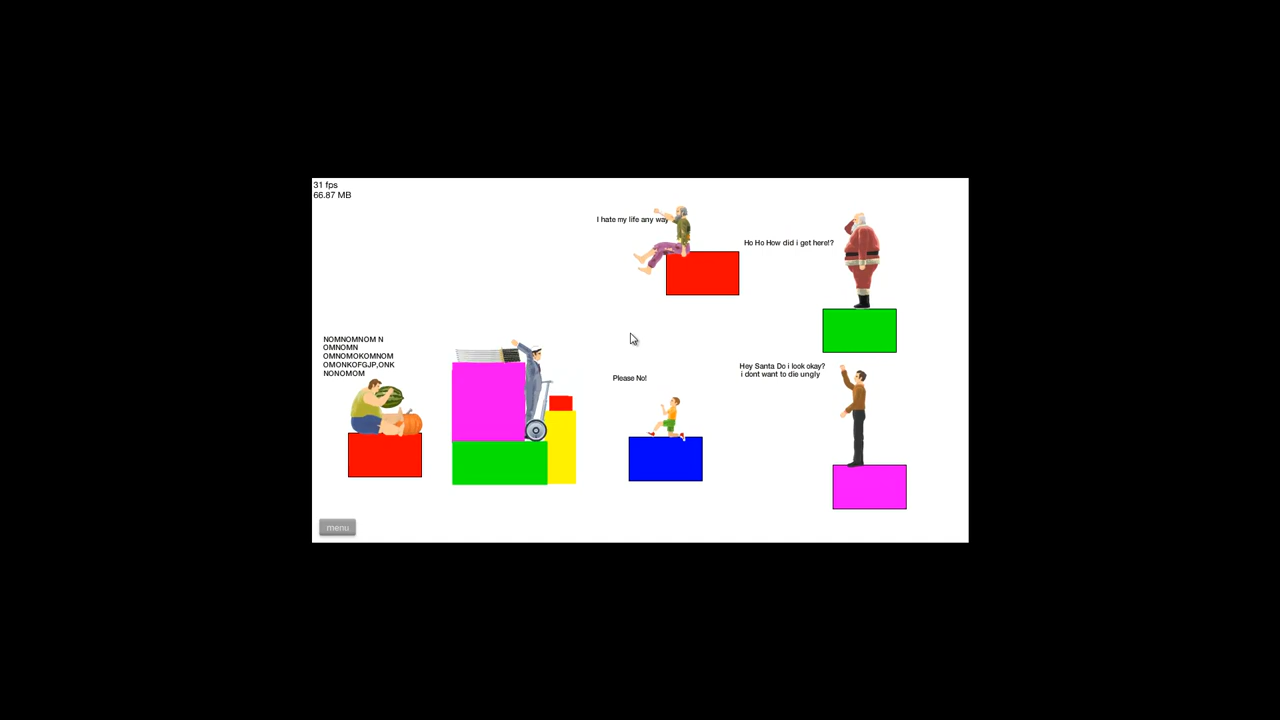 31 fps
66.87 MB
I hate my life any way
Ho Ho How did i get here!?
NOMNOMNOM N
OMNOMN
OMNOMOKOMNOM
OMONKOFGJP,ONK
NONOMOM
Please No!
Hey Santa Do i look okay?
i dont want to die ungly
menu